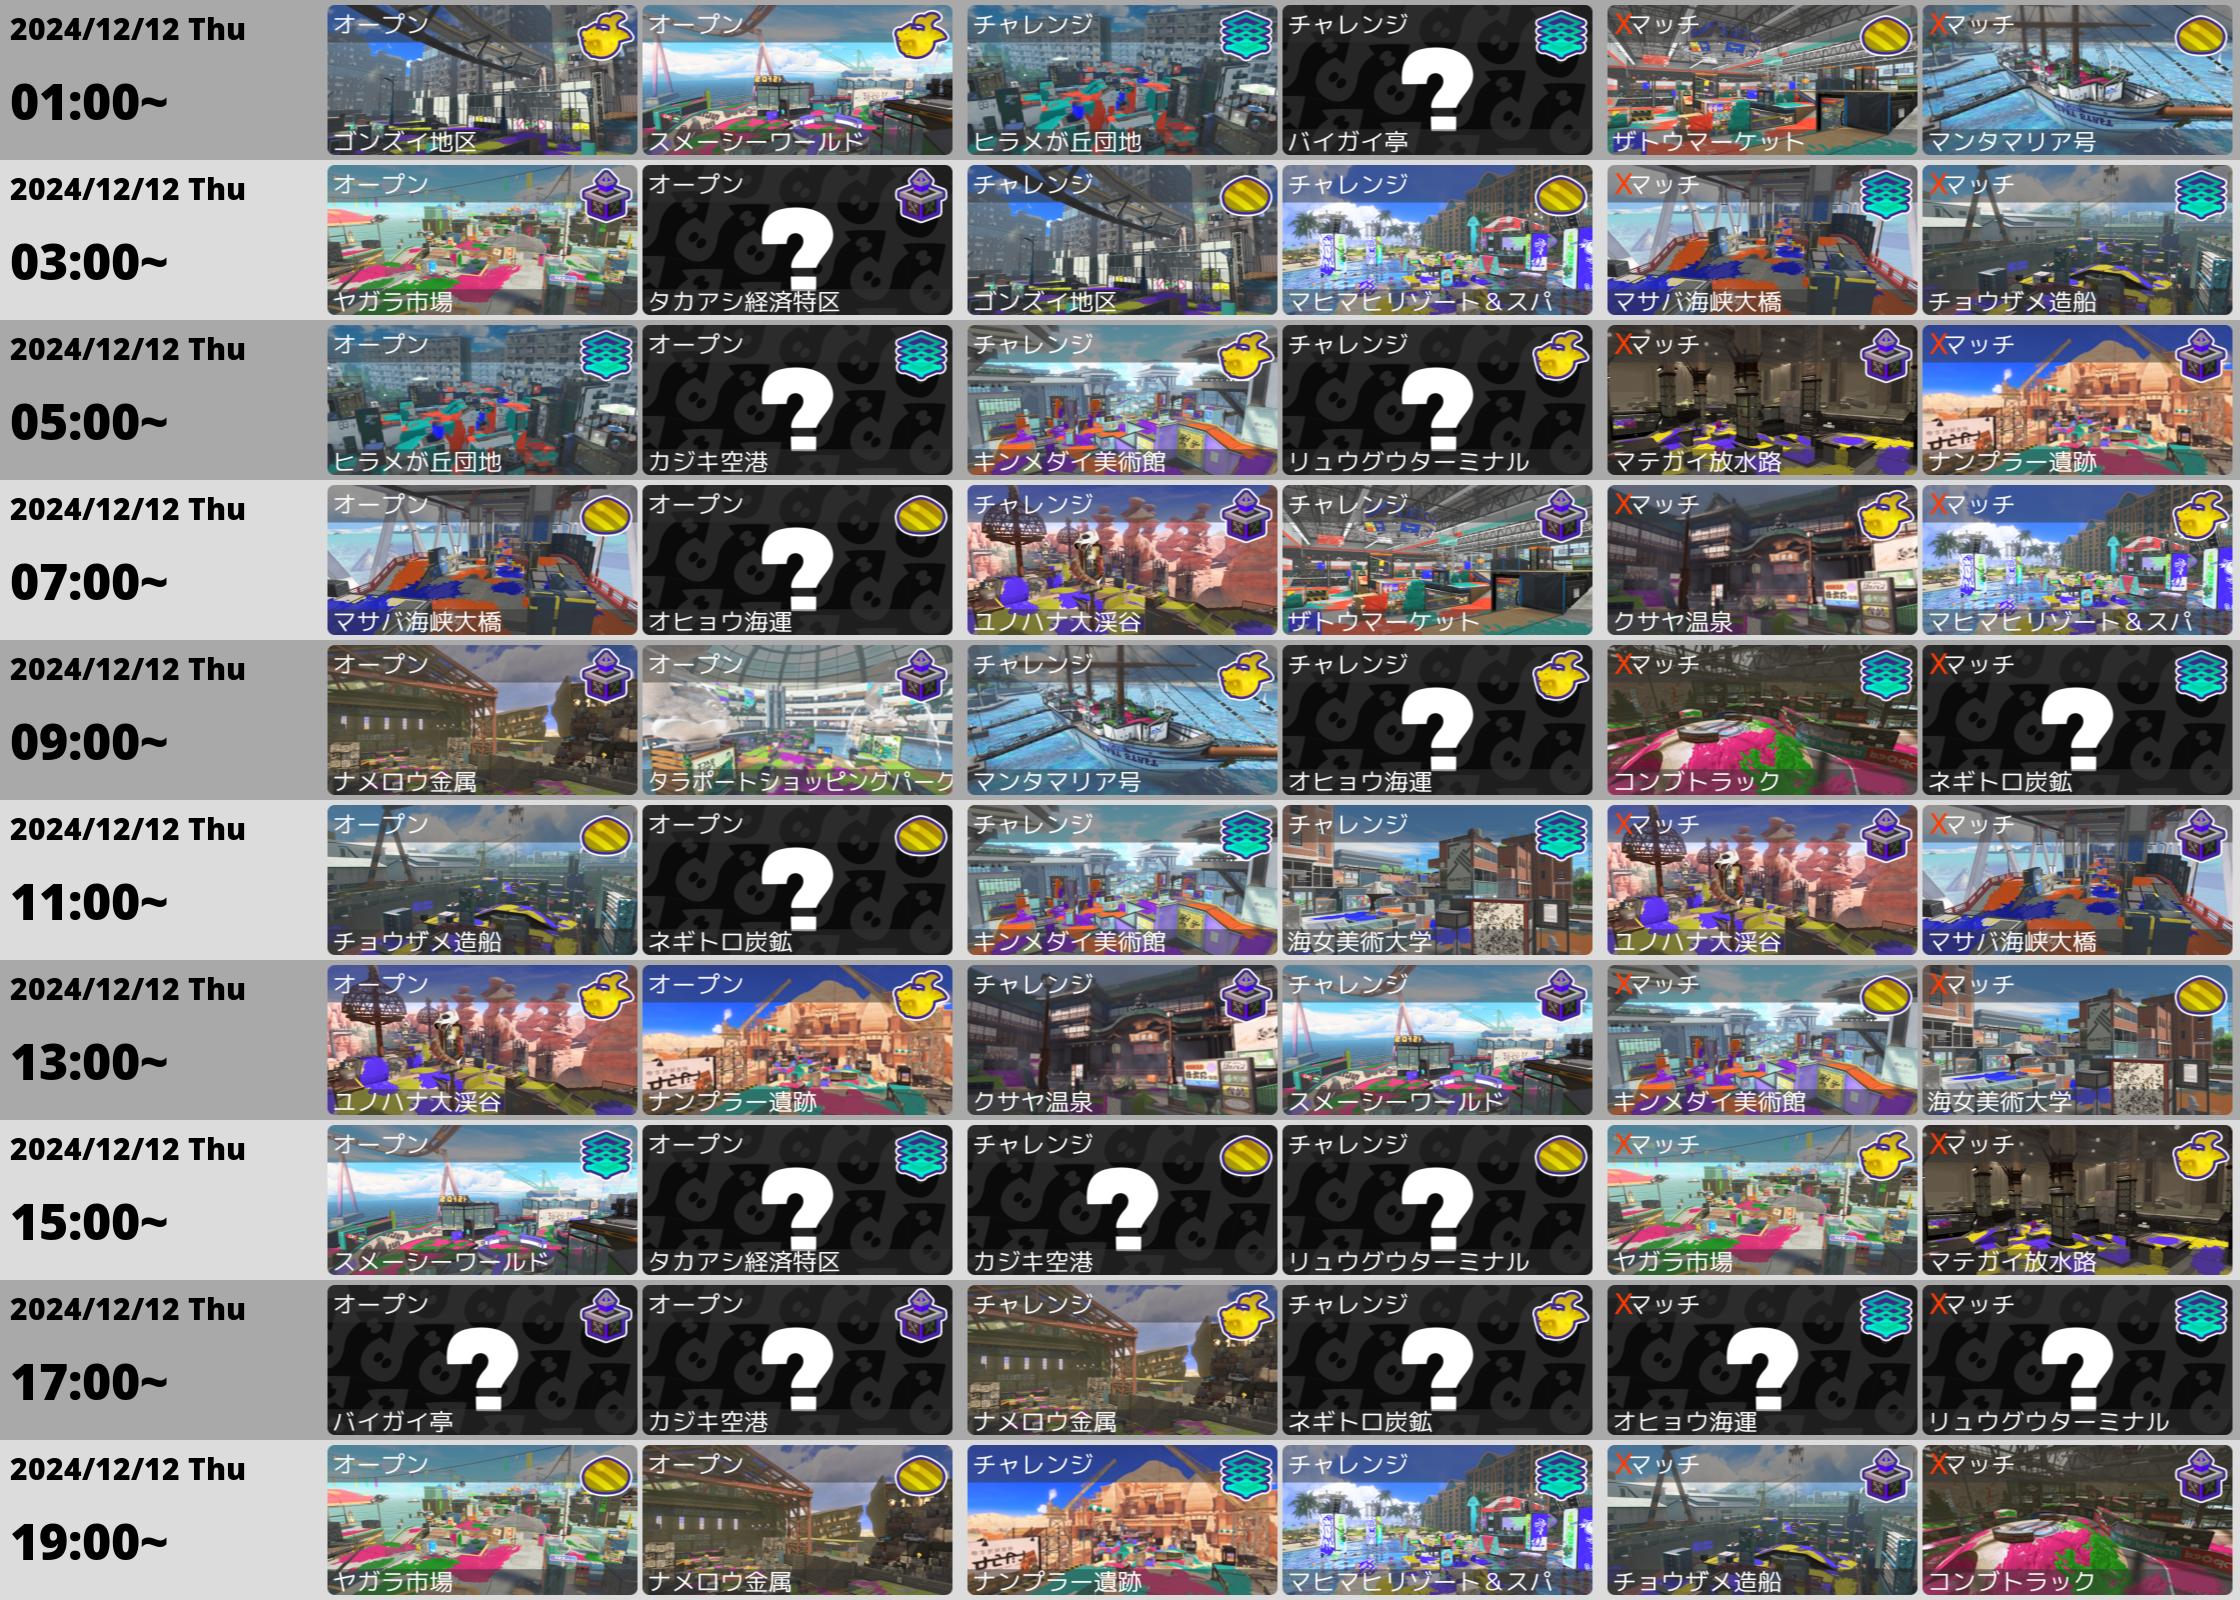 2024/12/12 Thu
01:00~
オープン
ゴンズイ地区
オープン
スメーシーワールド
チャレンジ
ヒラメが丘団地
チャレンジ
バイガイ亭
Xマッチ
ザトウマーケット
Xマッチ
マンタマリア号
2024/12/12 Thu
03:00~
オープン
ヤガラ市場
オープン
タカアシ経済特区
チャレンジ
ゴンズイ地区
チャレンジ
マヒマヒリゾート＆スパ
Xマッチ
マサバ海峡大橋
Xマッチ
チョウザメ造船
2024/12/12 Thu
05:00~
オープン
ヒラメが丘団地
オープン
カジキ空港
チャレンジ
キンメダイ美術館
チャレンジ
リュウグウターミナル
Xマッチ
マテガイ放水路
Xマッチ
ナンプラー遺跡
2024/12/12 Thu
07:00~
オープン
マサバ海峡大橋
オープン
オヒョウ海運
チャレンジ
ユノハナ大渓谷
チャレンジ
ザトウマーケット
Xマッチ
クサヤ温泉
Xマッチ
マヒマヒリゾート＆スパ
2024/12/12 Thu
09:00~
オープン
ナメロウ金属
オープン
タラポートショッピングパーク
チャレンジ
マンタマリア号
チャレンジ
オヒョウ海運
Xマッチ
コンブトラック
Xマッチ
ネギトロ炭鉱
2024/12/12 Thu
11:00~
オープン
チョウザメ造船
オープン
ネギトロ炭鉱
チャレンジ
キンメダイ美術館
チャレンジ
海女美術大学
Xマッチ
ユノハナ大渓谷
Xマッチ
マサバ海峡大橋
2024/12/12 Thu
13:00~
オープン
ユノハナ大渓谷
オープン
ナンプラー遺跡
チャレンジ
クサヤ温泉
チャレンジ
スメーシーワールド
Xマッチ
キンメダイ美術館
Xマッチ
海女美術大学
2024/12/12 Thu
15:00~
オープン
スメーシーワールド
オープン
タカアシ経済特区
チャレンジ
カジキ空港
チャレンジ
リュウグウターミナル
Xマッチ
ヤガラ市場
Xマッチ
マテガイ放水路
2024/12/12 Thu
17:00~
オープン
バイガイ亭
オープン
カジキ空港
チャレンジ
ナメロウ金属
チャレンジ
ネギトロ炭鉱
Xマッチ
オヒョウ海運
Xマッチ
リュウグウターミナル
2024/12/12 Thu
19:00~
オープン
ヤガラ市場
オープン
ナメロウ金属
チャレンジ
ナンプラー遺跡
チャレンジ
マヒマヒリゾート＆スパ
Xマッチ
チョウザメ造船
Xマッチ
コンブトラック